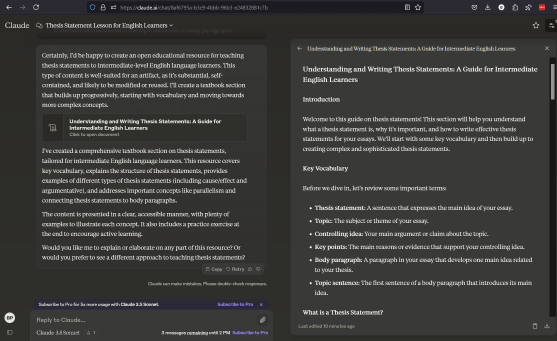 https://claude.ai/chat/
Claude
Thesis Statement Lesson for English Learners
Certainly, I'd be happy to create an open educational resource for teaching
thesis statements to intermediate-level English language learners. This
type of content is well-suited for an artifact, as it's substantial, self-
contained, and likely to be modified or reused. I'll create a textbook section
that builds up progressively, starting with vocabulary and moving towards
more complex concepts.
Understanding and Writing Thesis Statements: A Guide for
Intermediate English Language Learners
Click to open document
I've created a comprehensive textbook section on thesis statements,
tailored for intermediate English language learners. This resource covers
key vocabulary, explains the structure of thesis statements, provides
examples of different types of statements (including cause/effect and
argumentative), and addresses important concepts like parallelism and
connecting thesis statements to body paragraphs.
The content is presented in a clear, accessible manner, with plenty of
examples to illustrate each concept. It also includes a practice exercise at
the end to encourage active learning.
Would you like me to explain or elaborate on any part of this resource? Or
would you prefer to see a different approach to teaching thesis statements?
Copy
Retry
Claude can make mistakes. Please double-check responses.
Subscribe to Pro for 5x more usage with Claude 3.5 Sonnet.
Subscribe to Pro
Reply to Claude...
BP
Claude 3.5 Sonnet
1
messages remaining until 2 PM
Subscribe to Pro
Understanding and Writing Thesis Statements: A Guide for Intermediate English Language Learners
Understanding and Writing Thesis Statements: A Guide for Intermediate
English Language Learners
Introduction
Welcome to this guide on thesis statements! This section will help you understand
what a thesis statement is, why it's important, and how to write effective thesis
statements for your essays. We'll start with some key vocabulary and then build up to
creating complex and sophisticated thesis statements.
Key Vocabulary
Before we dive in, let's review some important terms:
• Thesis statement: A sentence that expresses the main idea of your essay.
• Topic: The subject or theme of your essay.
• Controlling idea: Your main argument or claim about the topic.
• Key points: The main reasons or evidence that support your controlling idea.
• Body paragraph: A paragraph in your essay that develops one main idea related
to your thesis.
• Topic sentence: The first sentence of a body paragraph that introduces its main
idea.
What is a Thesis Statement?
Last edited 10 minutes ago